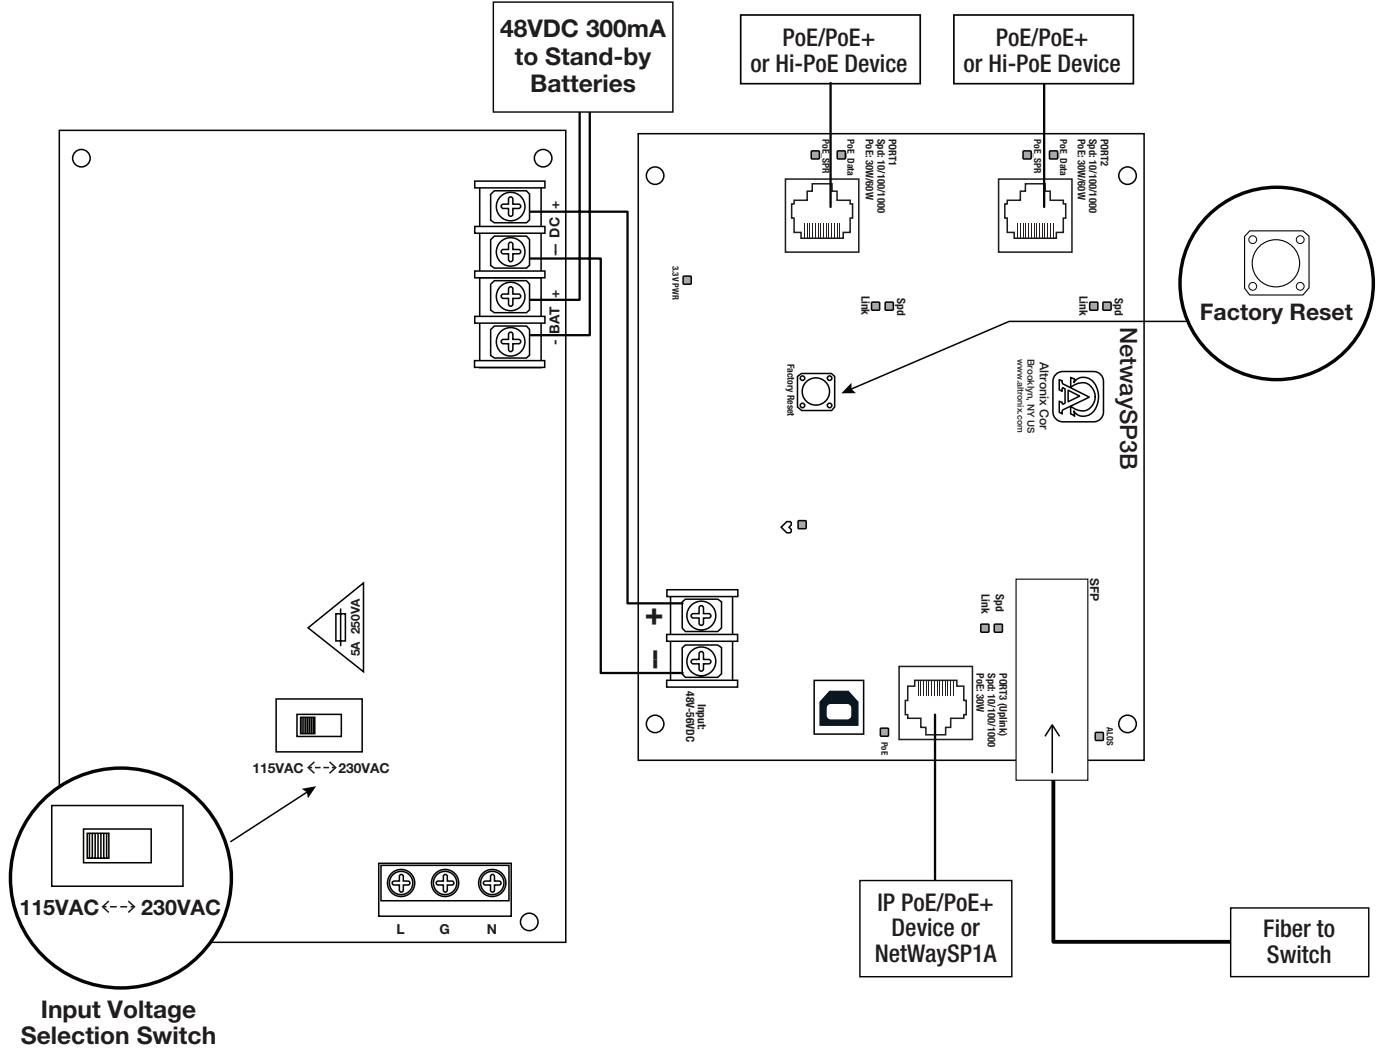 48VDC 300mA
to Stand-by
Batteries
PoE/PoE+
or Hi-PoE Device
PoE/PoE+
or Hi-PoE Device
+
DC
–
+
BAT
-
PoE SPR
PoE Data
PORT1
Spd: 10/100/1000
PoE: 30W/60W
PoE SPR
PoE Data
PORT2
Spd: 10/100/1000
PoE: 30W/60W
3.3V PWR
Spd
Link
Spd
Link
Factory Reset
Factory Reset
NetwaySP3B
Altronix Cor
Brooklyn, NY US
www.altronix.com
5A 250VA
115VAC <--> 230VAC
115VAC <--> 230VAC
Input Voltage
Selection Switch
L G N
+
–
Input:
48V-56VDC
Spd
Link
SFP
PORT3 (Uplink)
Spd: 10/100/1000
PoE: 30W
PoE
ALOS
IP PoE/PoE+
Device or
NetWaySP1A
Fiber to
Switch